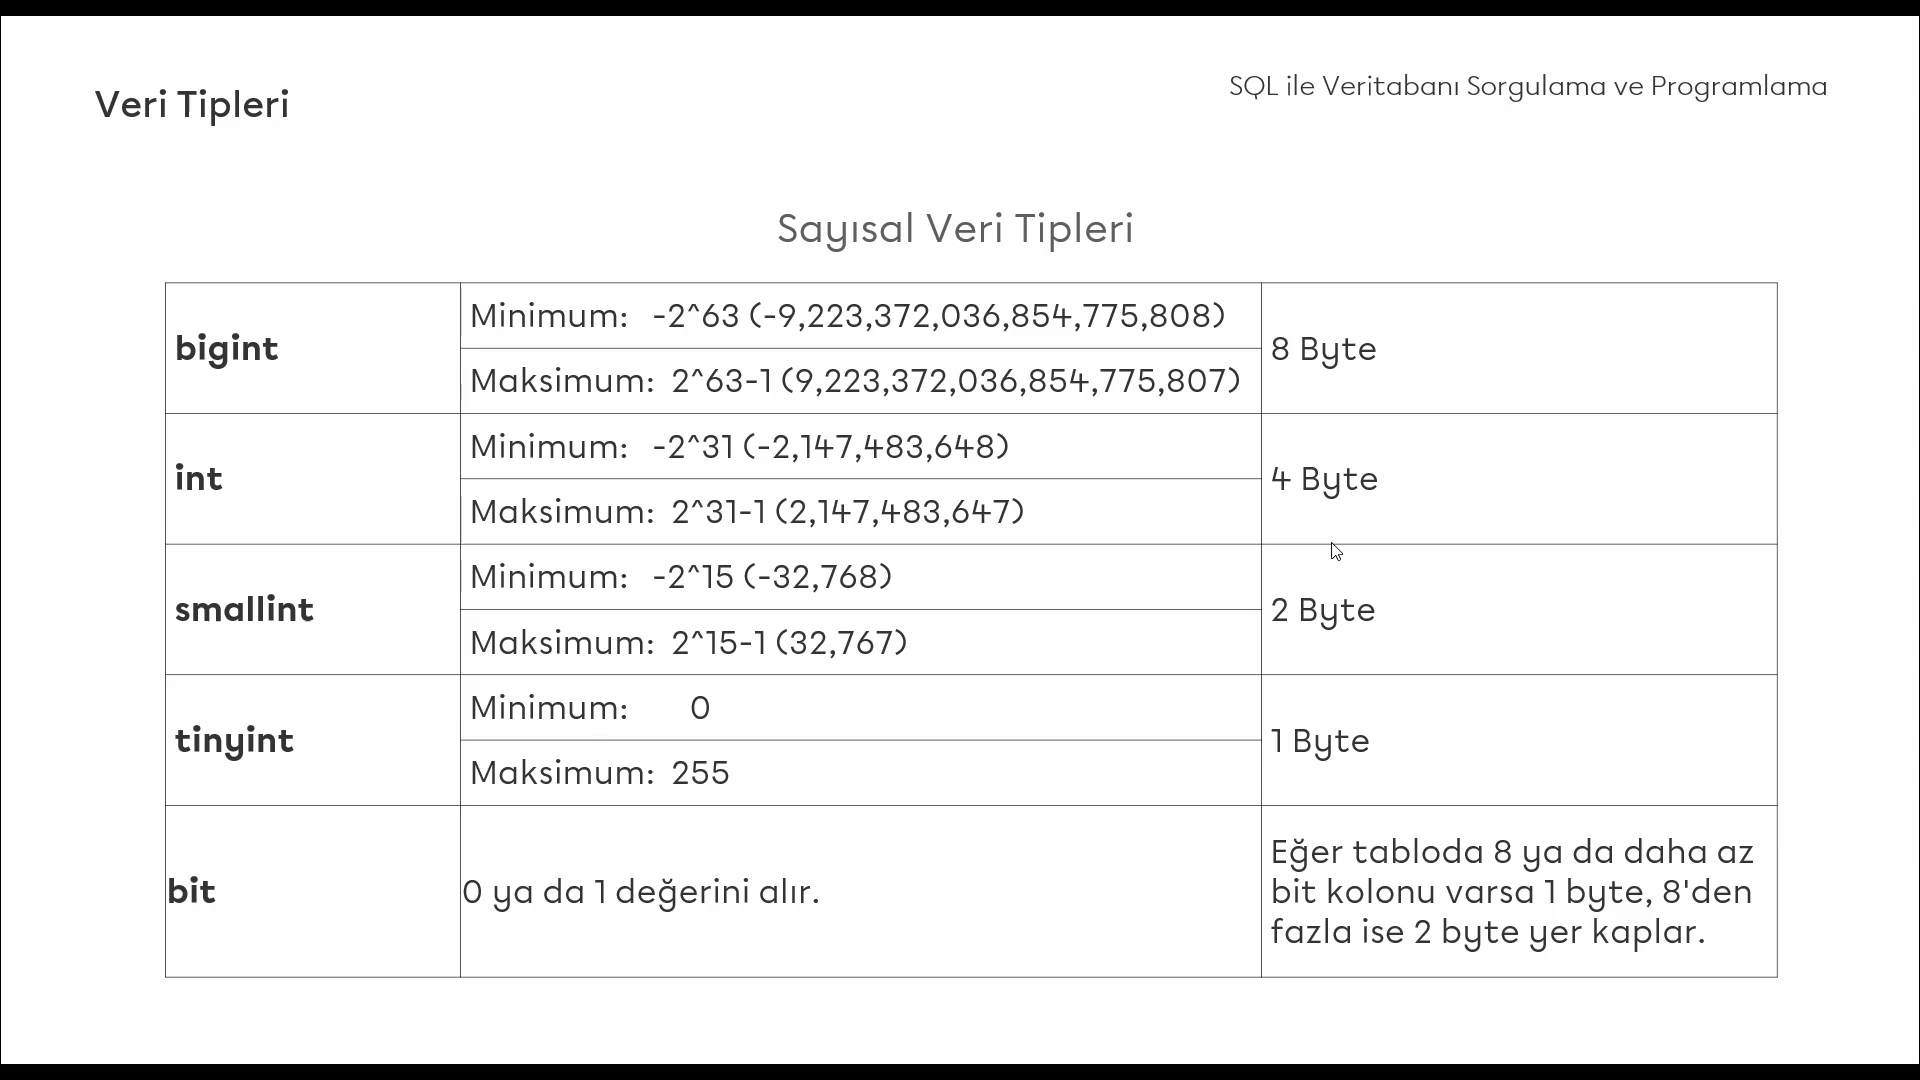 Veri Tipleri
SQL ile Veritabanı Sorgulama ve Programlama
Sayısal Veri Tipleri
bigint
Minimum: -2^63 (-9,223,372,036,854,775,808)
Maksimum: 2^63-1 (9,223,372,036,854,775,807)
8 Byte
int
Minimum: -2^31 (-2,147,483,648)
Maksimum: 2^31-1 (2,147,483,647)
4 Byte
smallint
Minimum: -2^15 (-32,768)
Maksimum: 2^15-1 (32,767)
2 Byte
tinyint
Minimum: 0
Maksimum: 255
1 Byte
bit
0 ya da 1 değerini alır.
Eğer tabloda 8 ya da daha az
bit kolonu varsa 1 byte, 8'den
fazla ise 2 byte yer kaplar.